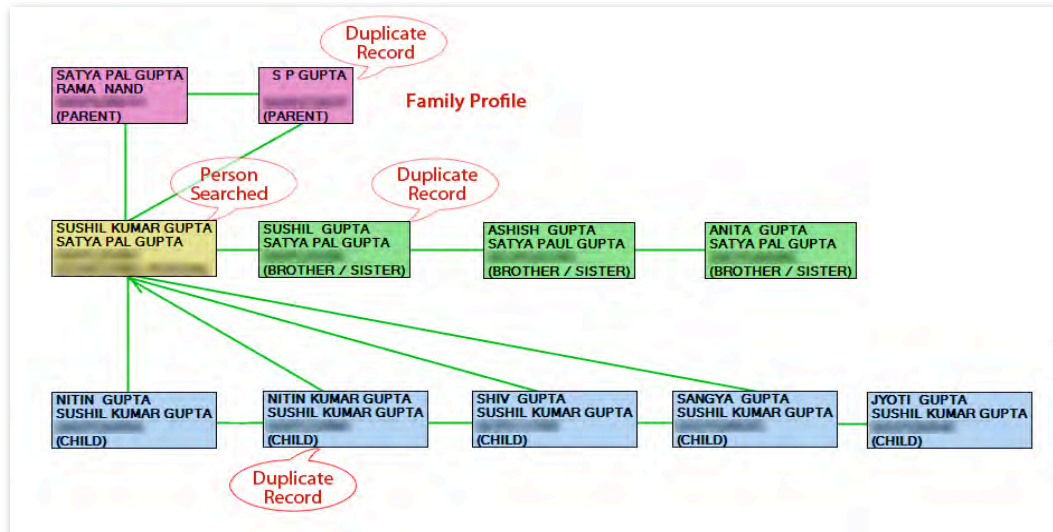 Duplicate
Record
SATYA PAL GUPTA
RAMA NAND
(PARENT)
S P GUPTA
(PARENT)
Family Profile
Person
Searched
Duplicate
Record
SUSHIL KUMAR GUPTA
SATYA PAL GUPTA
SUSHIL GUPTA
SATYA PAL GUPTA
(BROTHER / SISTER)
ASHISH GUPTA
SATYA PAUL GUPTA
(BROTHER / SISTER)
ANITA GUPTA
SATYA PAL GUPTA
(BROTHER / SISTER)
NITIN GUPTA
SUSHIL KUMAR GUPTA
(CHILD)
NITIN KUMAR GUPTA
SUSHIL KUMAR GUPTA
(CHILD)
SHIV GUPTA
SUSHIL KUMAR GUPTA
(CHILD)
SANGYA GUPTA
SUSHIL KUMAR GUPTA
(CHILD)
JYOTI GUPTA
SUSHIL KUMAR GUPTA
(CHILD)
Duplicate
Record